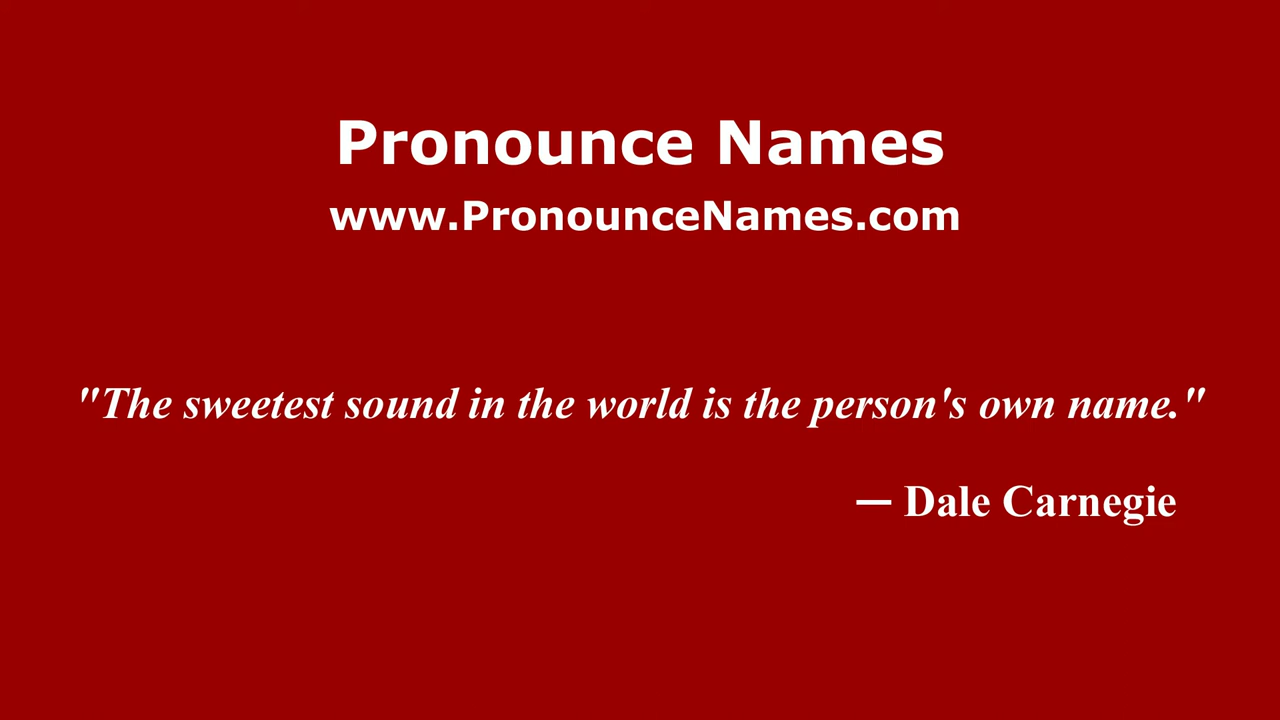 Pronounce Names
www.PronounceNames.com
"The sweetest sound in the world is the person's own name."
— Dale Carnegie